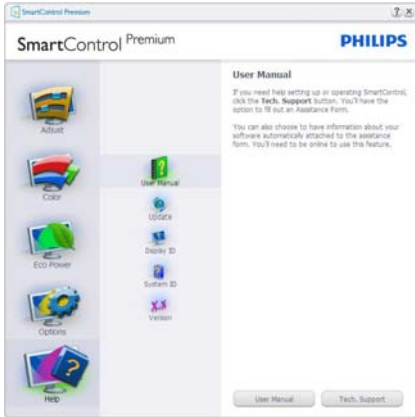 SmartControl Premium
SmartControl Premium
PHILIPS
Adjust
Color
Eco Power
Options
Help
User Manual
Update
Display ID
System ID
Version
User Manual
If you need help setting up or operating SmartControl,
click the Tech. Support button. You'll have the
option to fill out an Assistance Form.
You can also choose to have information about your
software automatically attached to the assistance
form. You'll need to be online to use this feature.
User Manual
Tech. Support